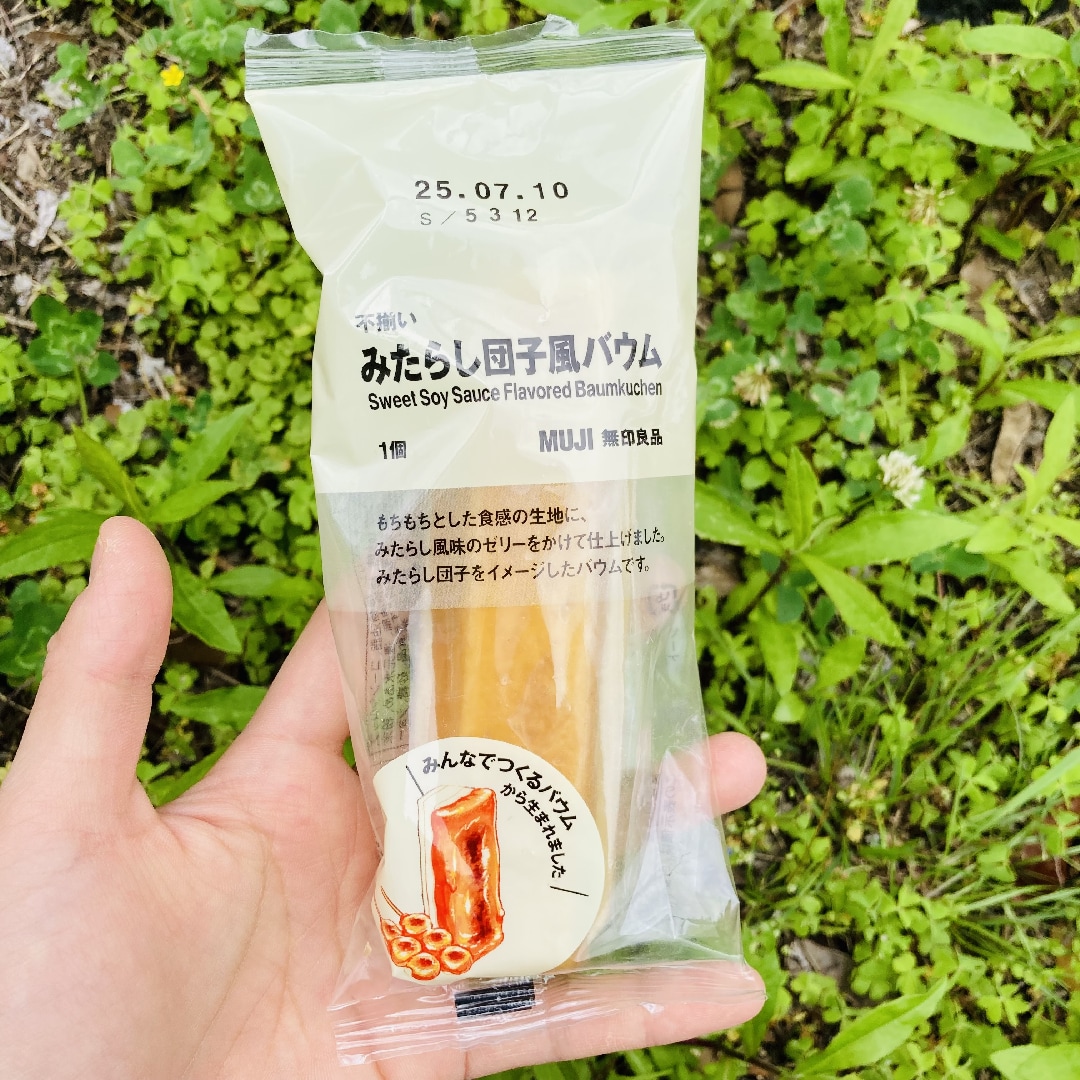 25.07.10
S/5312
不揃い
みたらし団子風バウム
Sweet Soy Sauce Flavored Baumkuchen
1個 MUJI 無印良品
もちもちとした食感の生地に、
みたらし風味のゼリーをかけて仕上げました。
みたらし団子をイメージしたバウムです。
みんなでつくるバウム
から生まれました